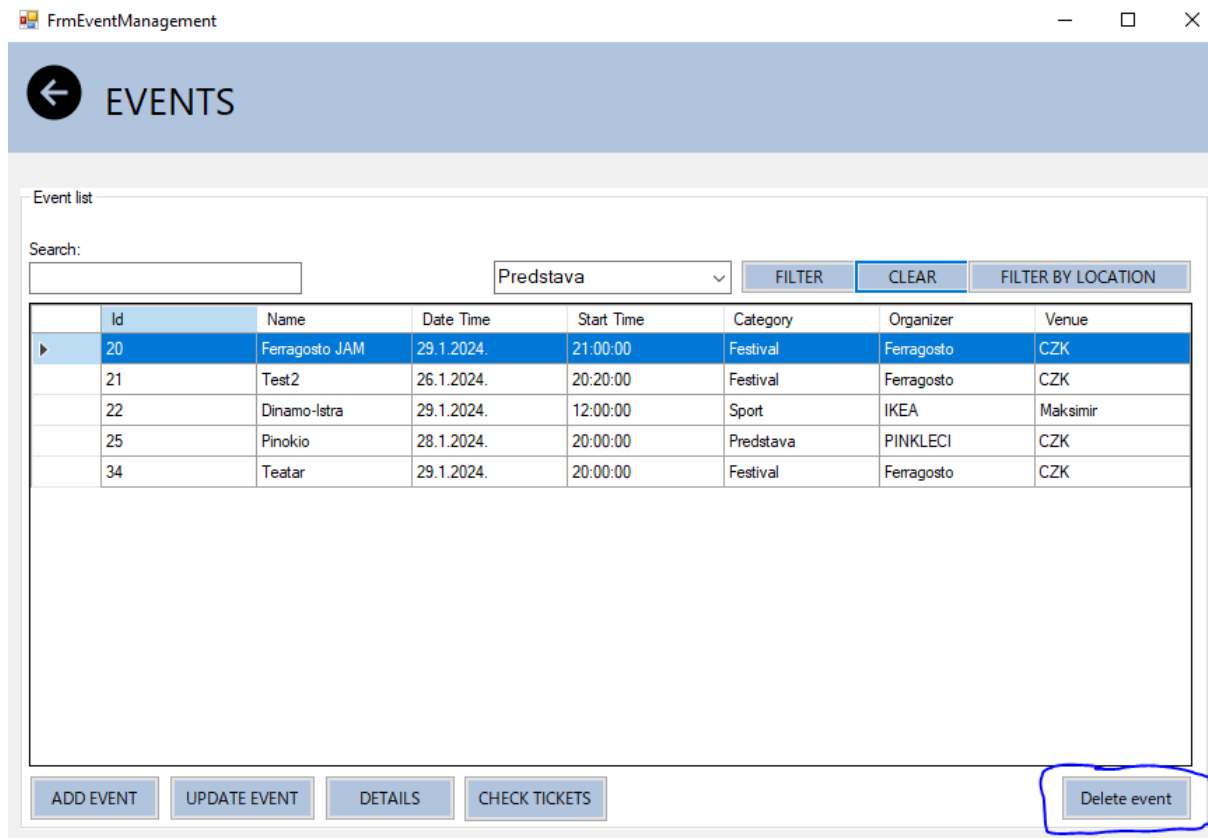 FrmEventManagement
EVENTS
Event list
Search:
Predstava FILTER CLEAR FILTER BY LOCATION
Id Name Date Time Start Time Category Organizer Venue
20 Ferragosto JAM 29.1.2024. 21:00:00 Festival Ferragosto CZK
21 Test2 26.1.2024. 20:20:00 Festival Ferragosto CZK
22 Dinamo-Istra 29.1.2024. 12:00:00 Sport IKEA Maksimir
25 Pinokio 28.1.2024. 20:00:00 Predstava PINKLECI CZK
34 Teatar 29.1.2024. 20:00:00 Festival Ferragosto CZK
ADD EVENT UPDATE EVENT DETAILS CHECK TICKETS Delete event